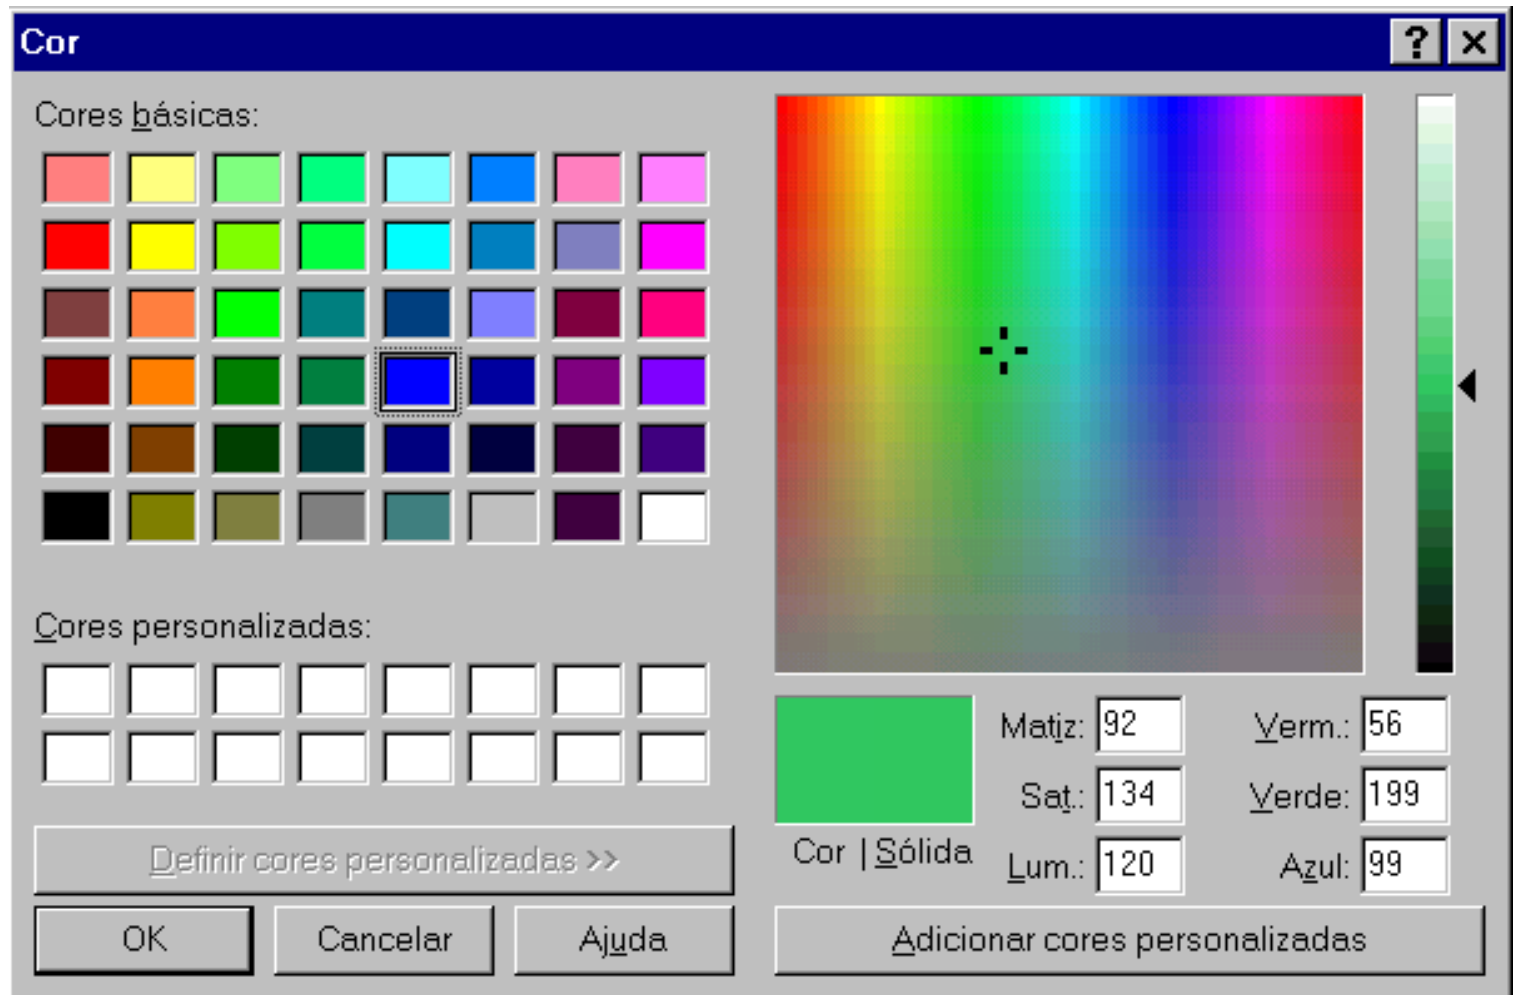 Cor
Cores básicas:
Cores personalizadas:
Definir cores personalizadas >>
OK Cancelar Ajuda
Matiz: 92 Verm.: 56
Sat.: 134 Verde: 199
Cor | Sólida Lum.: 120 Azul: 99
Adicionar cores personalizadas